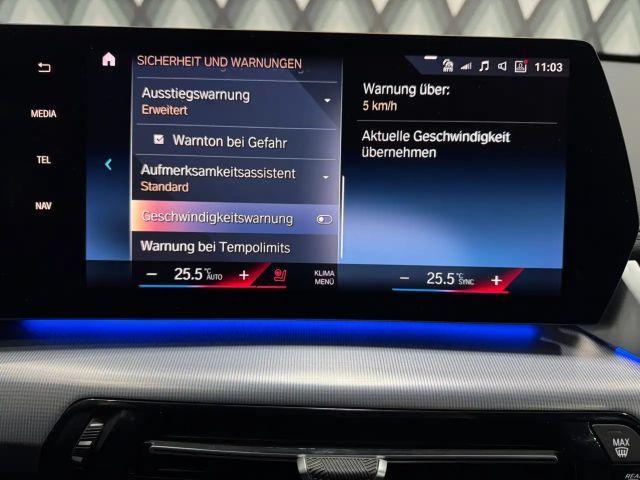 SICHERHEIT UND WARNUNGEN
11:03
MEDIA
TEL
NAV
Ausstiegswarnung
Erweitert
Warnton bei Gefahr
Aufmerksamkeitsassistent
Standard
Geschwindigkeitswarnung
Warnung bei Tempolimits
Warnung über:
5 km/h
Aktuelle Geschwindigkeit
übernehmen
− 25.5 °C AUTO +
KLIMA
MENÜ
− 25.5 °C SYNC +
MAX